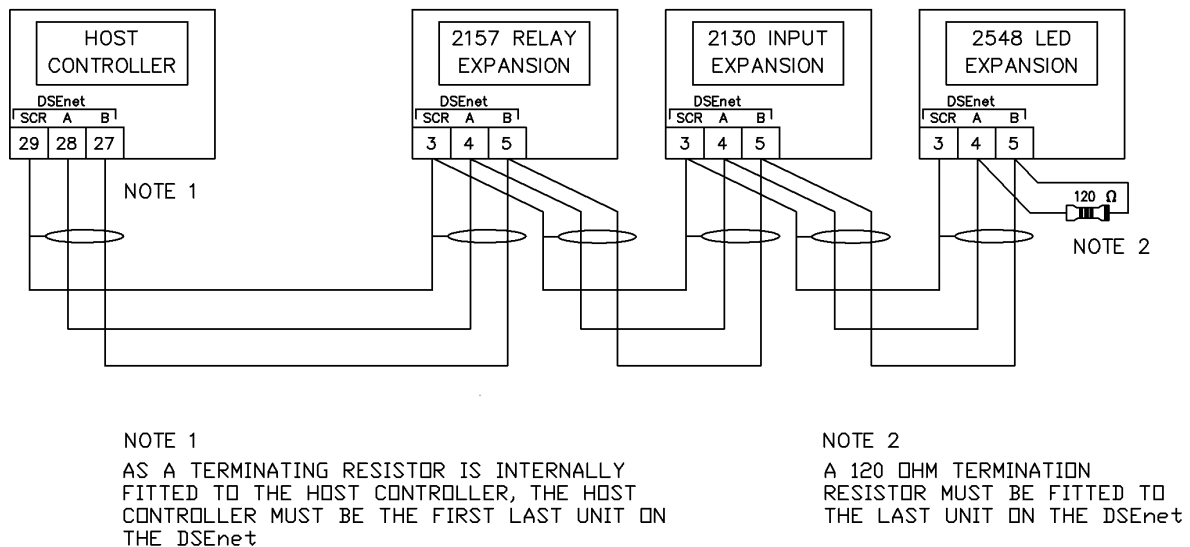 HOST
CONTROLLER
DSEnet
SCR A B
29 28 27
NOTE 1
2157 RELAY
EXPANSION
DSEnet
SCR A B
3 4 5
2130 INPUT
EXPANSION
DSEnet
SCR A B
3 4 5
2548 LED
EXPANSION
DSEnet
SCR A B
3 4 5
120 Ω
NOTE 2
NOTE 1
AS A TERMINATING RESISTOR IS INTERNALLY
FITTED TO THE HOST CONTROLLER, THE HOST
CONTROLLER MUST BE THE FIRST LAST UNIT ON
THE DSEnet
NOTE 2
A 120 OHM TERMINATION
RESISTOR MUST BE FITTED TO
THE LAST UNIT ON THE DSEnet